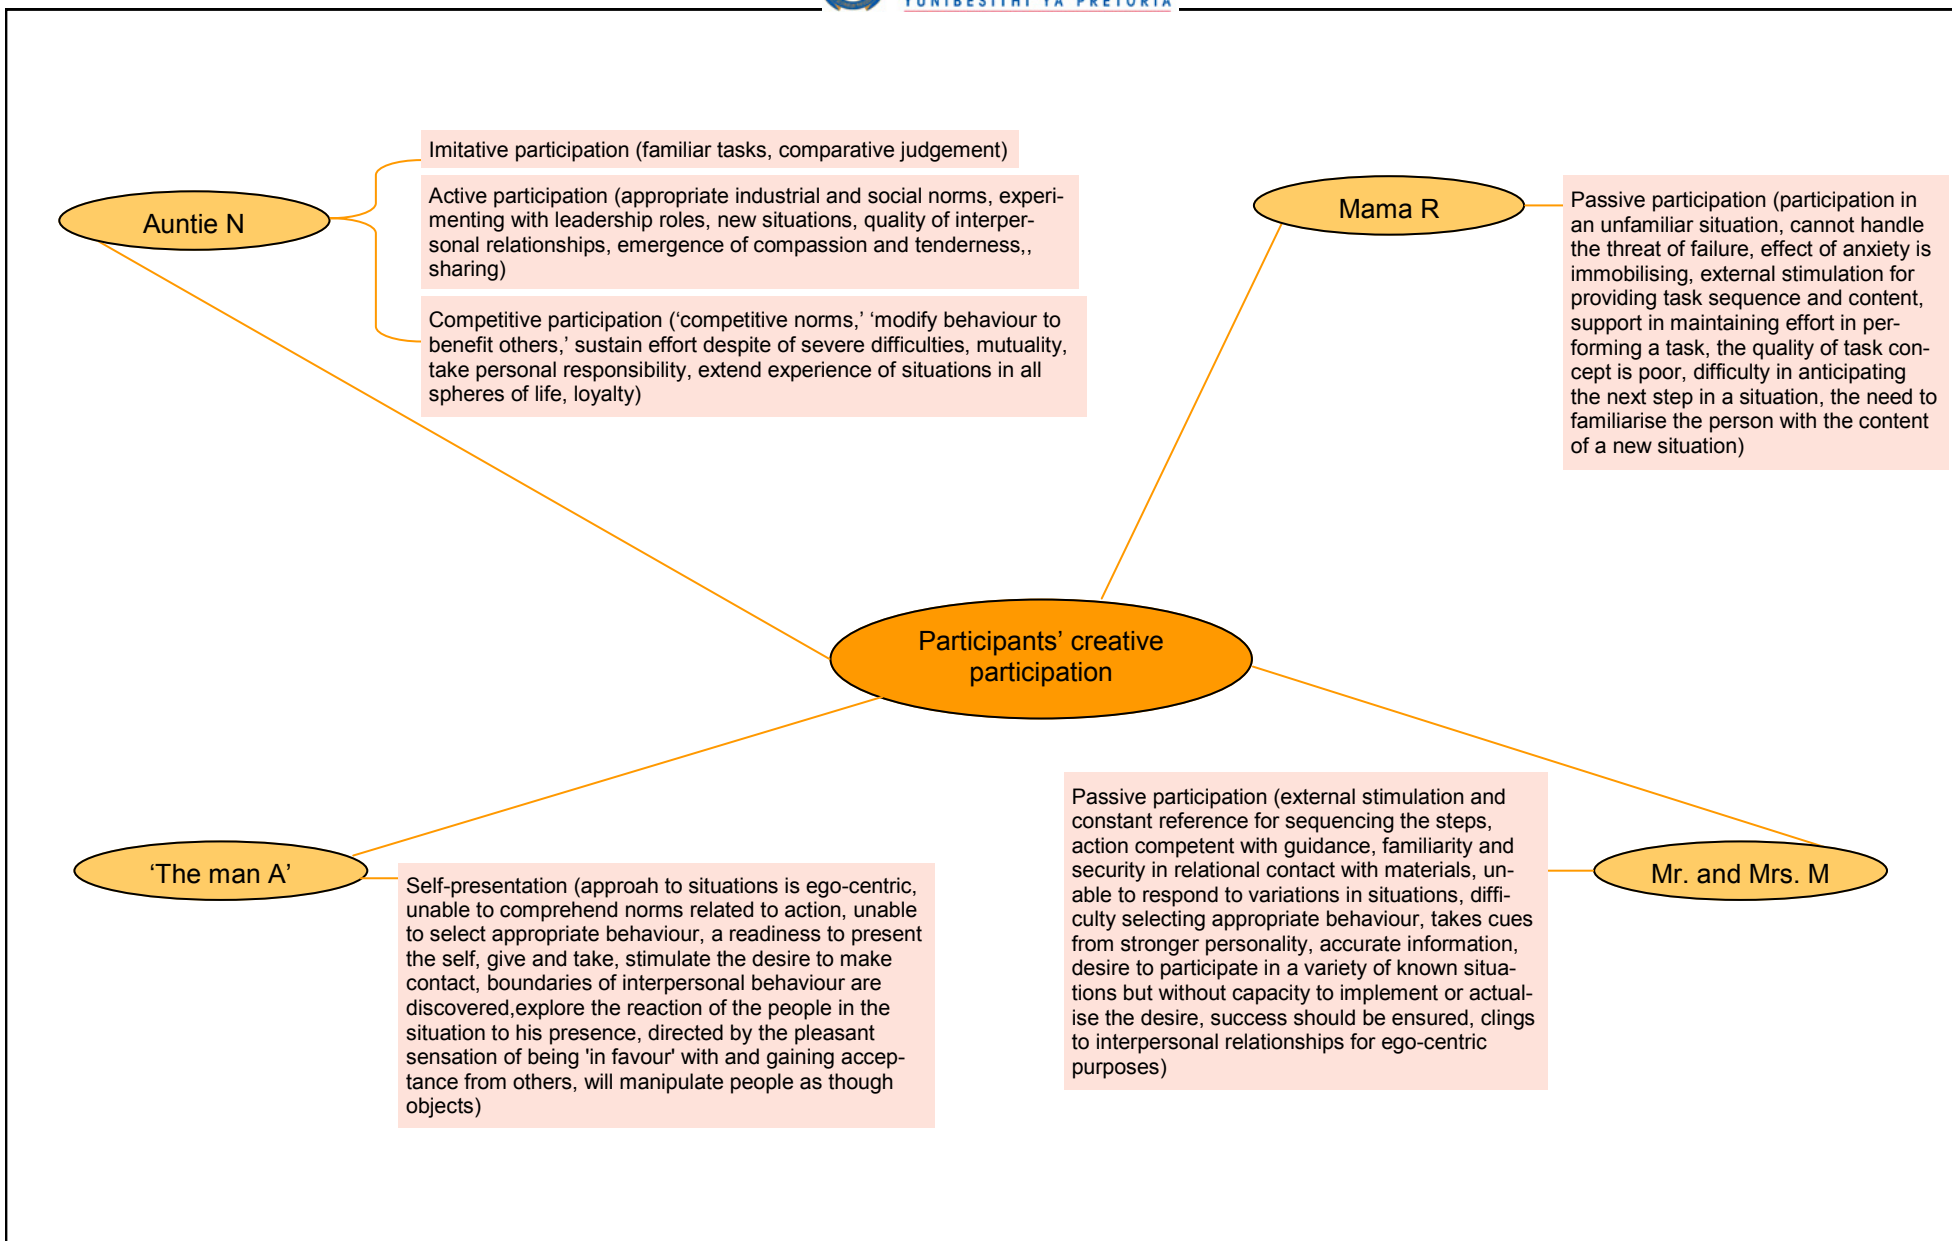 YUNIBESITHI YA PRETORIA
Auntie N
Imitative participation (familiar tasks, comparative judgement)
Active participation (appropriate industrial and social norms, experi-
menting with leadership roles, new situations, quality of interper-
sonal relationships, emergence of compassion and tenderness,,
sharing)
Competitive participation (‘competitive norms,’ ‘modify behaviour to
benefit others,’ sustain effort despite of severe difficulties, mutuality,
take personal responsibility, extend experience of situations in all
spheres of life, loyalty)
Mama R
Passive participation (participation in
an unfamiliar situation, cannot handle
the threat of failure, effect of anxiety is
immobilising, external stimulation for
providing task sequence and content,
support in maintaining effort in per-
forming a task, the quality of task con-
cept is poor, difficulty in anticipating
the next step in a situation, the need to
familiarise the person with the content
of a new situation)
Participants’ creative
participation
‘The man A’
Self-presentation (approah to situations is ego-centric,
unable to comprehend norms related to action, unable
to select appropriate behaviour, a readiness to present
the self, give and take, stimulate the desire to make
contact, boundaries of interpersonal behaviour are
discovered,explore the reaction of the people in the
situation to his presence, directed by the pleasant
sensation of being 'in favour' with and gaining accep-
tance from others, will manipulate people as though
objects)
Passive participation (external stimulation and
constant reference for sequencing the steps,
action competent with guidance, familiarity and
security in relational contact with materials, un-
able to respond to variations in situations, diffi-
culty selecting appropriate behaviour, takes cues
from stronger personality, accurate information,
desire to participate in a variety of known situa-
tions but without capacity to implement or actual-
ise the desire, success should be ensured, clings
to interpersonal relationships for ego-centric
purposes)
Mr. and Mrs. M